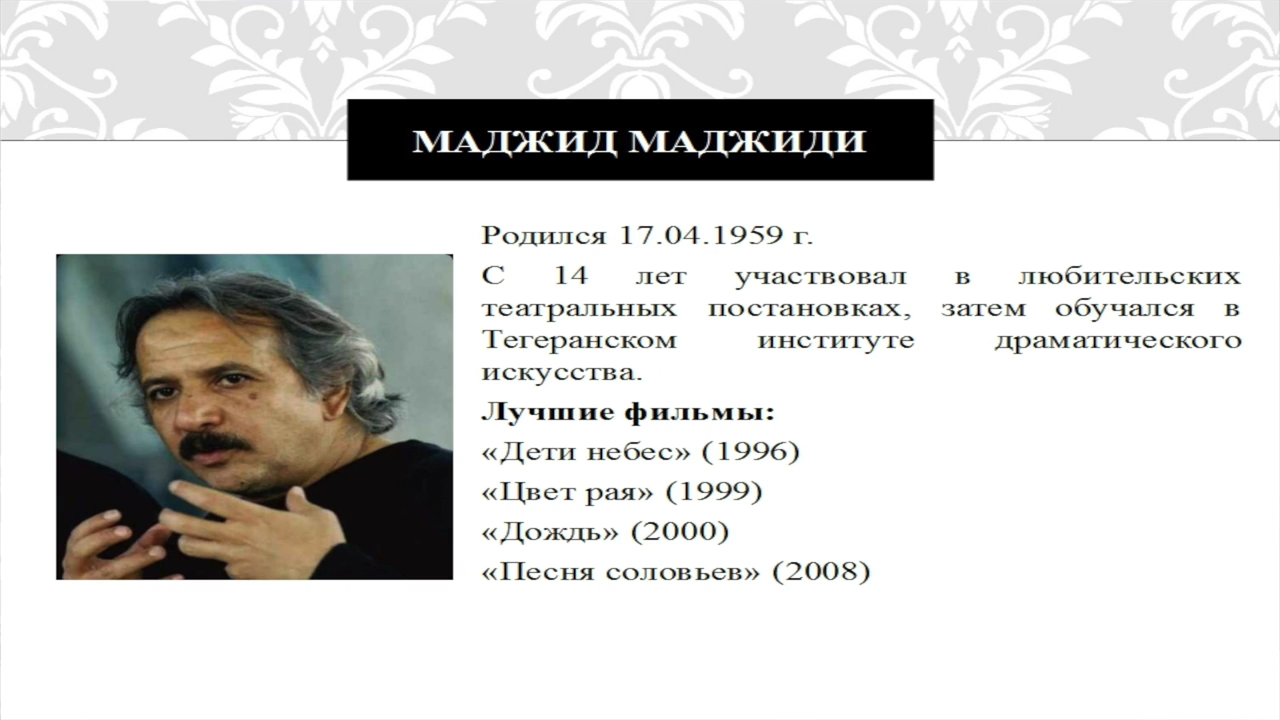 МАДЖИД МАДЖИДИ
Родился 17.04.1959 г.
С 14 лет участвовал в любительских
театральных постановках, затем обучался в
Тегеранском институте драматического
искусства.
Лучшие фильмы:
«Дети небес» (1996)
«Цвет рая» (1999)
«Дождь» (2000)
«Песня соловьев» (2008)